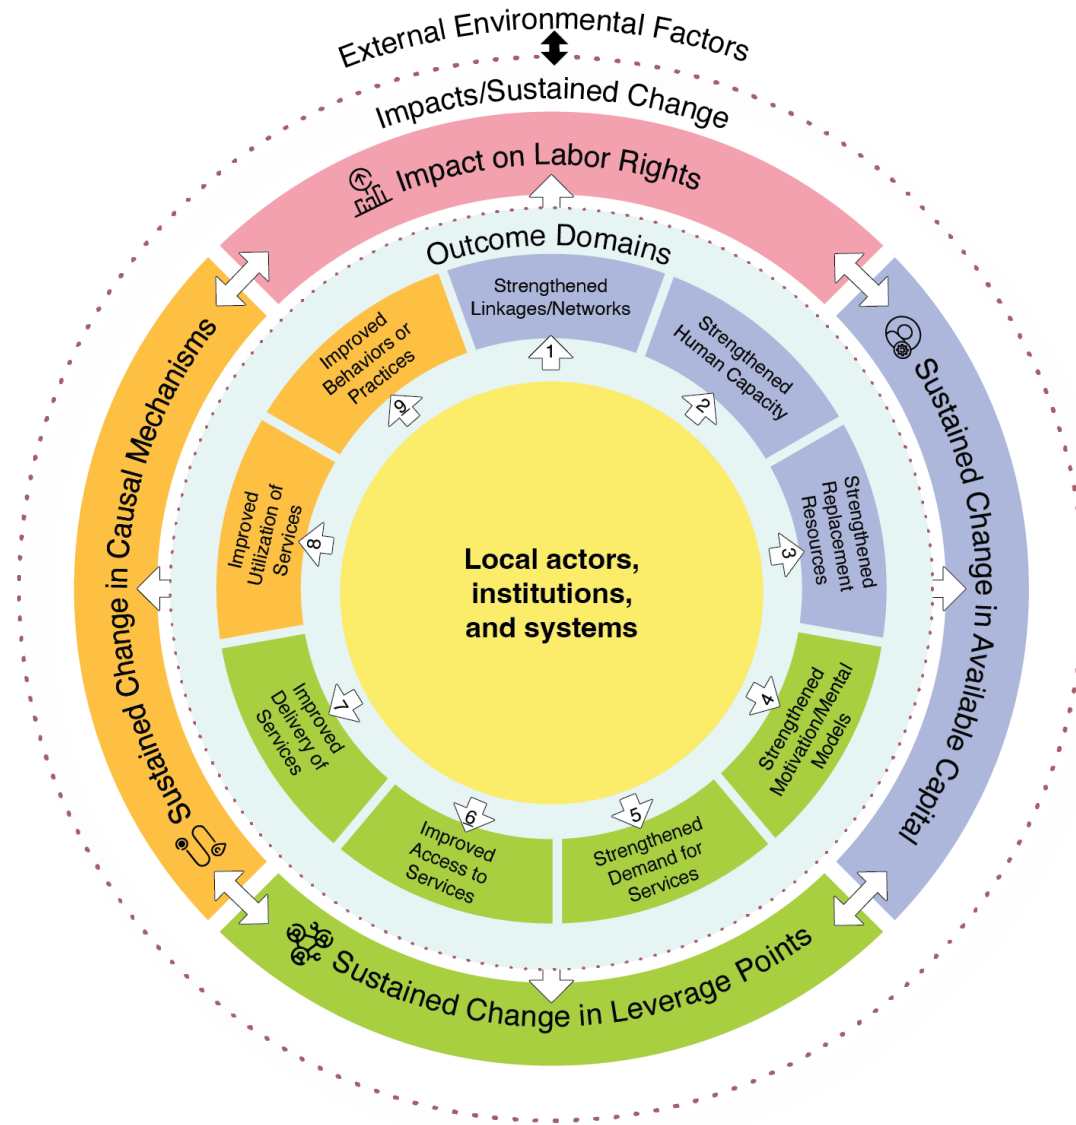 External Environmental Factors
Impacts/Sustained Change
Impact on Labor Rights
Outcome Domains
Strengthened
Linkages/Networks
1
Strengthened
Human Capacity
2
Strengthened
Replacement
Resources
3
Strengthened
Motivation/Mental
Models
4
Strengthened
Demand for
Services
5
Improved
Access to
Services
6
Improved
Delivery of
Services
7
Improved
Utilization of
Services
8
Improved
Behaviors or
Practices
9
Local actors,
institutions,
and systems
Sustained Change in Available Capital
Sustained Change in Leverage Points
Sustained Change in Causal Mechanisms